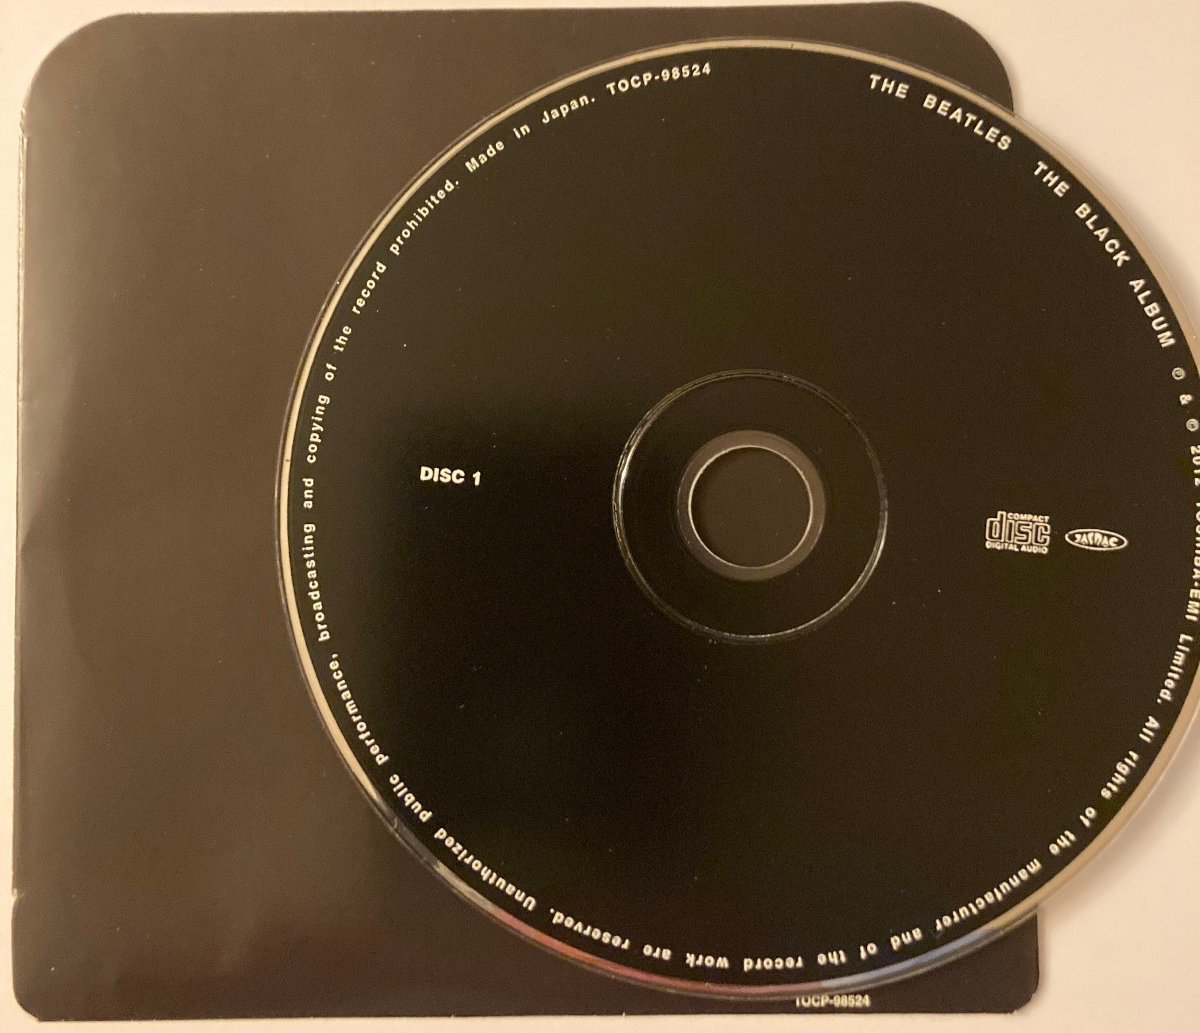 THE BEATLES THE BLACK ALBUM ℗ & © 2012 TOSHIBA-EMI Limited. All rights of the manufacturer and of the record work are reserved. Unauthorized public performance, broadcasting and copying of the record prohibited. Made in Japan. TOCP-98524
DISC 1
COMPACT
disc
DIGITAL AUDIO
TOCP-98524